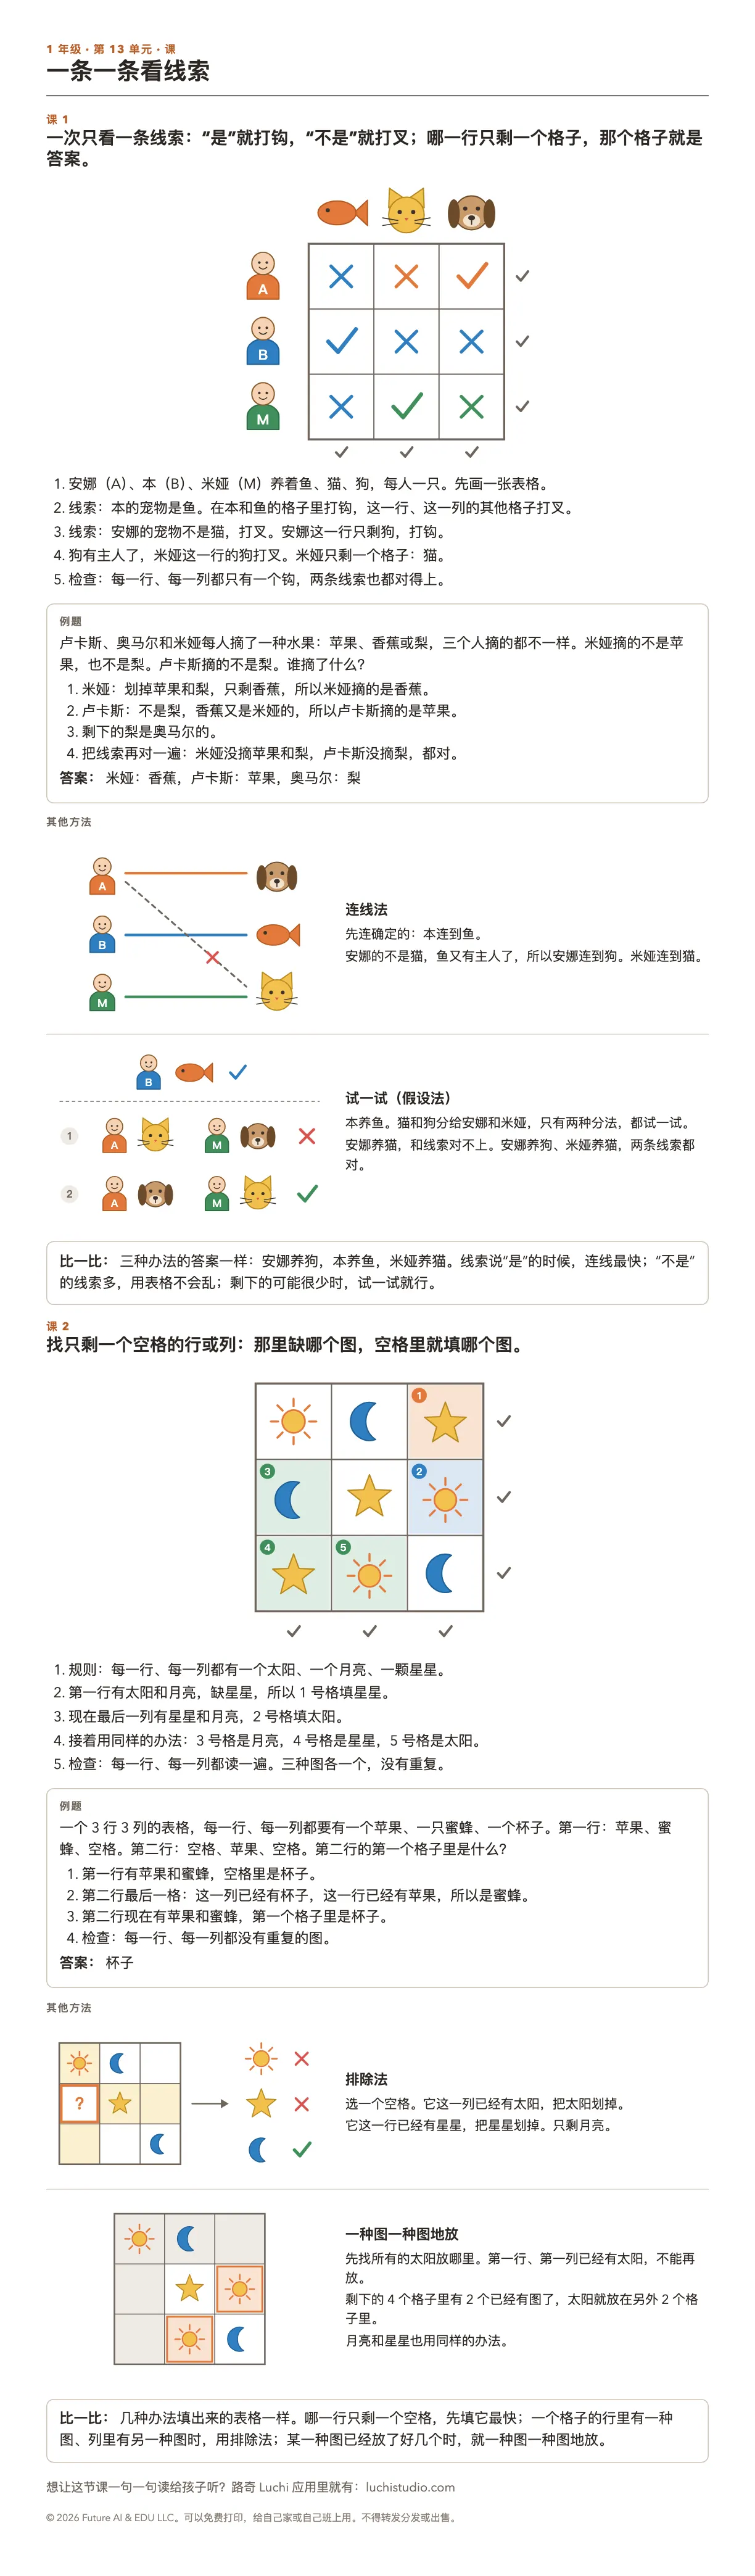 1 年级·第 13 单元·课
一条一条看线索
课 1
一次只看一条线索：“是”就打钩，“不是”就打叉；哪一行只剩一个格子，那个格子就是
答案。
A
B
M
1. 安娜（A）、本（B）、米娅（M）养着鱼、猫、狗，每人一只。先画一张表格。
2. 线索：本的宠物是鱼。在本和鱼的格子里打钩，这一行、这一列的其他格子打叉。
3. 线索：安娜的宠物不是猫，打叉。安娜这一行只剩狗，打钩。
4. 狗有主人了，米娅这一行的狗打叉。米娅只剩一个格子：猫。
5. 检查：每一行、每一列都只有一个钩，两条线索也都对得上。
例题
卢卡斯、奥马尔和米娅每人摘了一种水果：苹果、香蕉或梨，三个人摘的都不一样。米娅摘的不是苹
果，也不是梨。卢卡斯摘的不是梨。谁摘了什么？
1. 米娅：划掉苹果和梨，只剩香蕉，所以米娅摘的是香蕉。
2. 卢卡斯：不是梨，香蕉又是米娅的，所以卢卡斯摘的是苹果。
3. 剩下的梨是奥马尔的。
4. 把线索再对一遍：米娅没摘苹果和梨，卢卡斯没摘梨，都对。
答案： 米娅：香蕉，卢卡斯：苹果，奥马尔：梨
其他方法
A
B
M
连线法
先连确定的：本连到鱼。
安娜的不是猫，鱼又有主人了，所以安娜连到狗。米娅连到猫。
B
1
A
M
2
A
M
试一试（假设法）
本养鱼。猫和狗分给安娜和米娅，只有两种分法，都试一试。
安娜养猫，和线索对不上。安娜养狗、米娅养猫，两条线索都
对。
比一比： 三种办法的答案一样：安娜养狗，本养鱼，米娅养猫。线索说“是”的时候，连线最快；“不是”
的线索多，用表格不会乱；剩下的可能很少时，试一试就行。
课 2
找只剩一个空格的行或列：那里缺哪个图，空格里就填哪个图。
1
3
2
4
5
1. 规则：每一行、每一列都有一个太阳、一个月亮、一颗星星。
2. 第一行有太阳和月亮，缺星星，所以 1 号格填星星。
3. 现在最后一列有星星和月亮，2 号格填太阳。
4. 接着用同样的办法：3 号格是月亮，4 号格是星星，5 号格是太阳。
5. 检查：每一行、每一列都读一遍。三种图各一个，没有重复。
例题
一个 3 行 3 列的表格，每一行、每一列都要有一个苹果、一只蜜蜂、一个杯子。第一行：苹果、蜜
蜂、空格。第二行：空格、苹果、空格。第二行的第一个格子里是什么？
1. 第一行有苹果和蜜蜂，空格里是杯子。
2. 第二行最后一格：这一列已经有杯子，这一行已经有苹果，所以是蜜蜂。
3. 第二行现在有苹果和蜜蜂，第一个格子里是杯子。
4. 检查：每一行、每一列都没有重复的图。
答案： 杯子
其他方法
?
排除法
选一个空格。它这一列已经有太阳，把太阳划掉。
它这一行已经有星星，把星星划掉。只剩月亮。
一种图一种图地放
先找所有的太阳放哪里。第一行、第一列已经有太阳，不能再
放。
剩下的 4 个格子里有 2 个已经有图了，太阳就放在另外 2 个格
子里。
月亮和星星也用同样的办法。
比一比： 几种办法填出来的表格一样。哪一行只剩一个空格，先填它最快；一个格子的行里有一种
图、列里有另一种图时，用排除法；某一种图已经放了好几个时，就一种图一种图地放。
想让这节课一句一句读给孩子听？路奇 Luchi 应用里就有：luchistudio.com
© 2026 Future AI & EDU LLC。可以免费打印，给自己家或自己班上用。不得转发分发或出售。